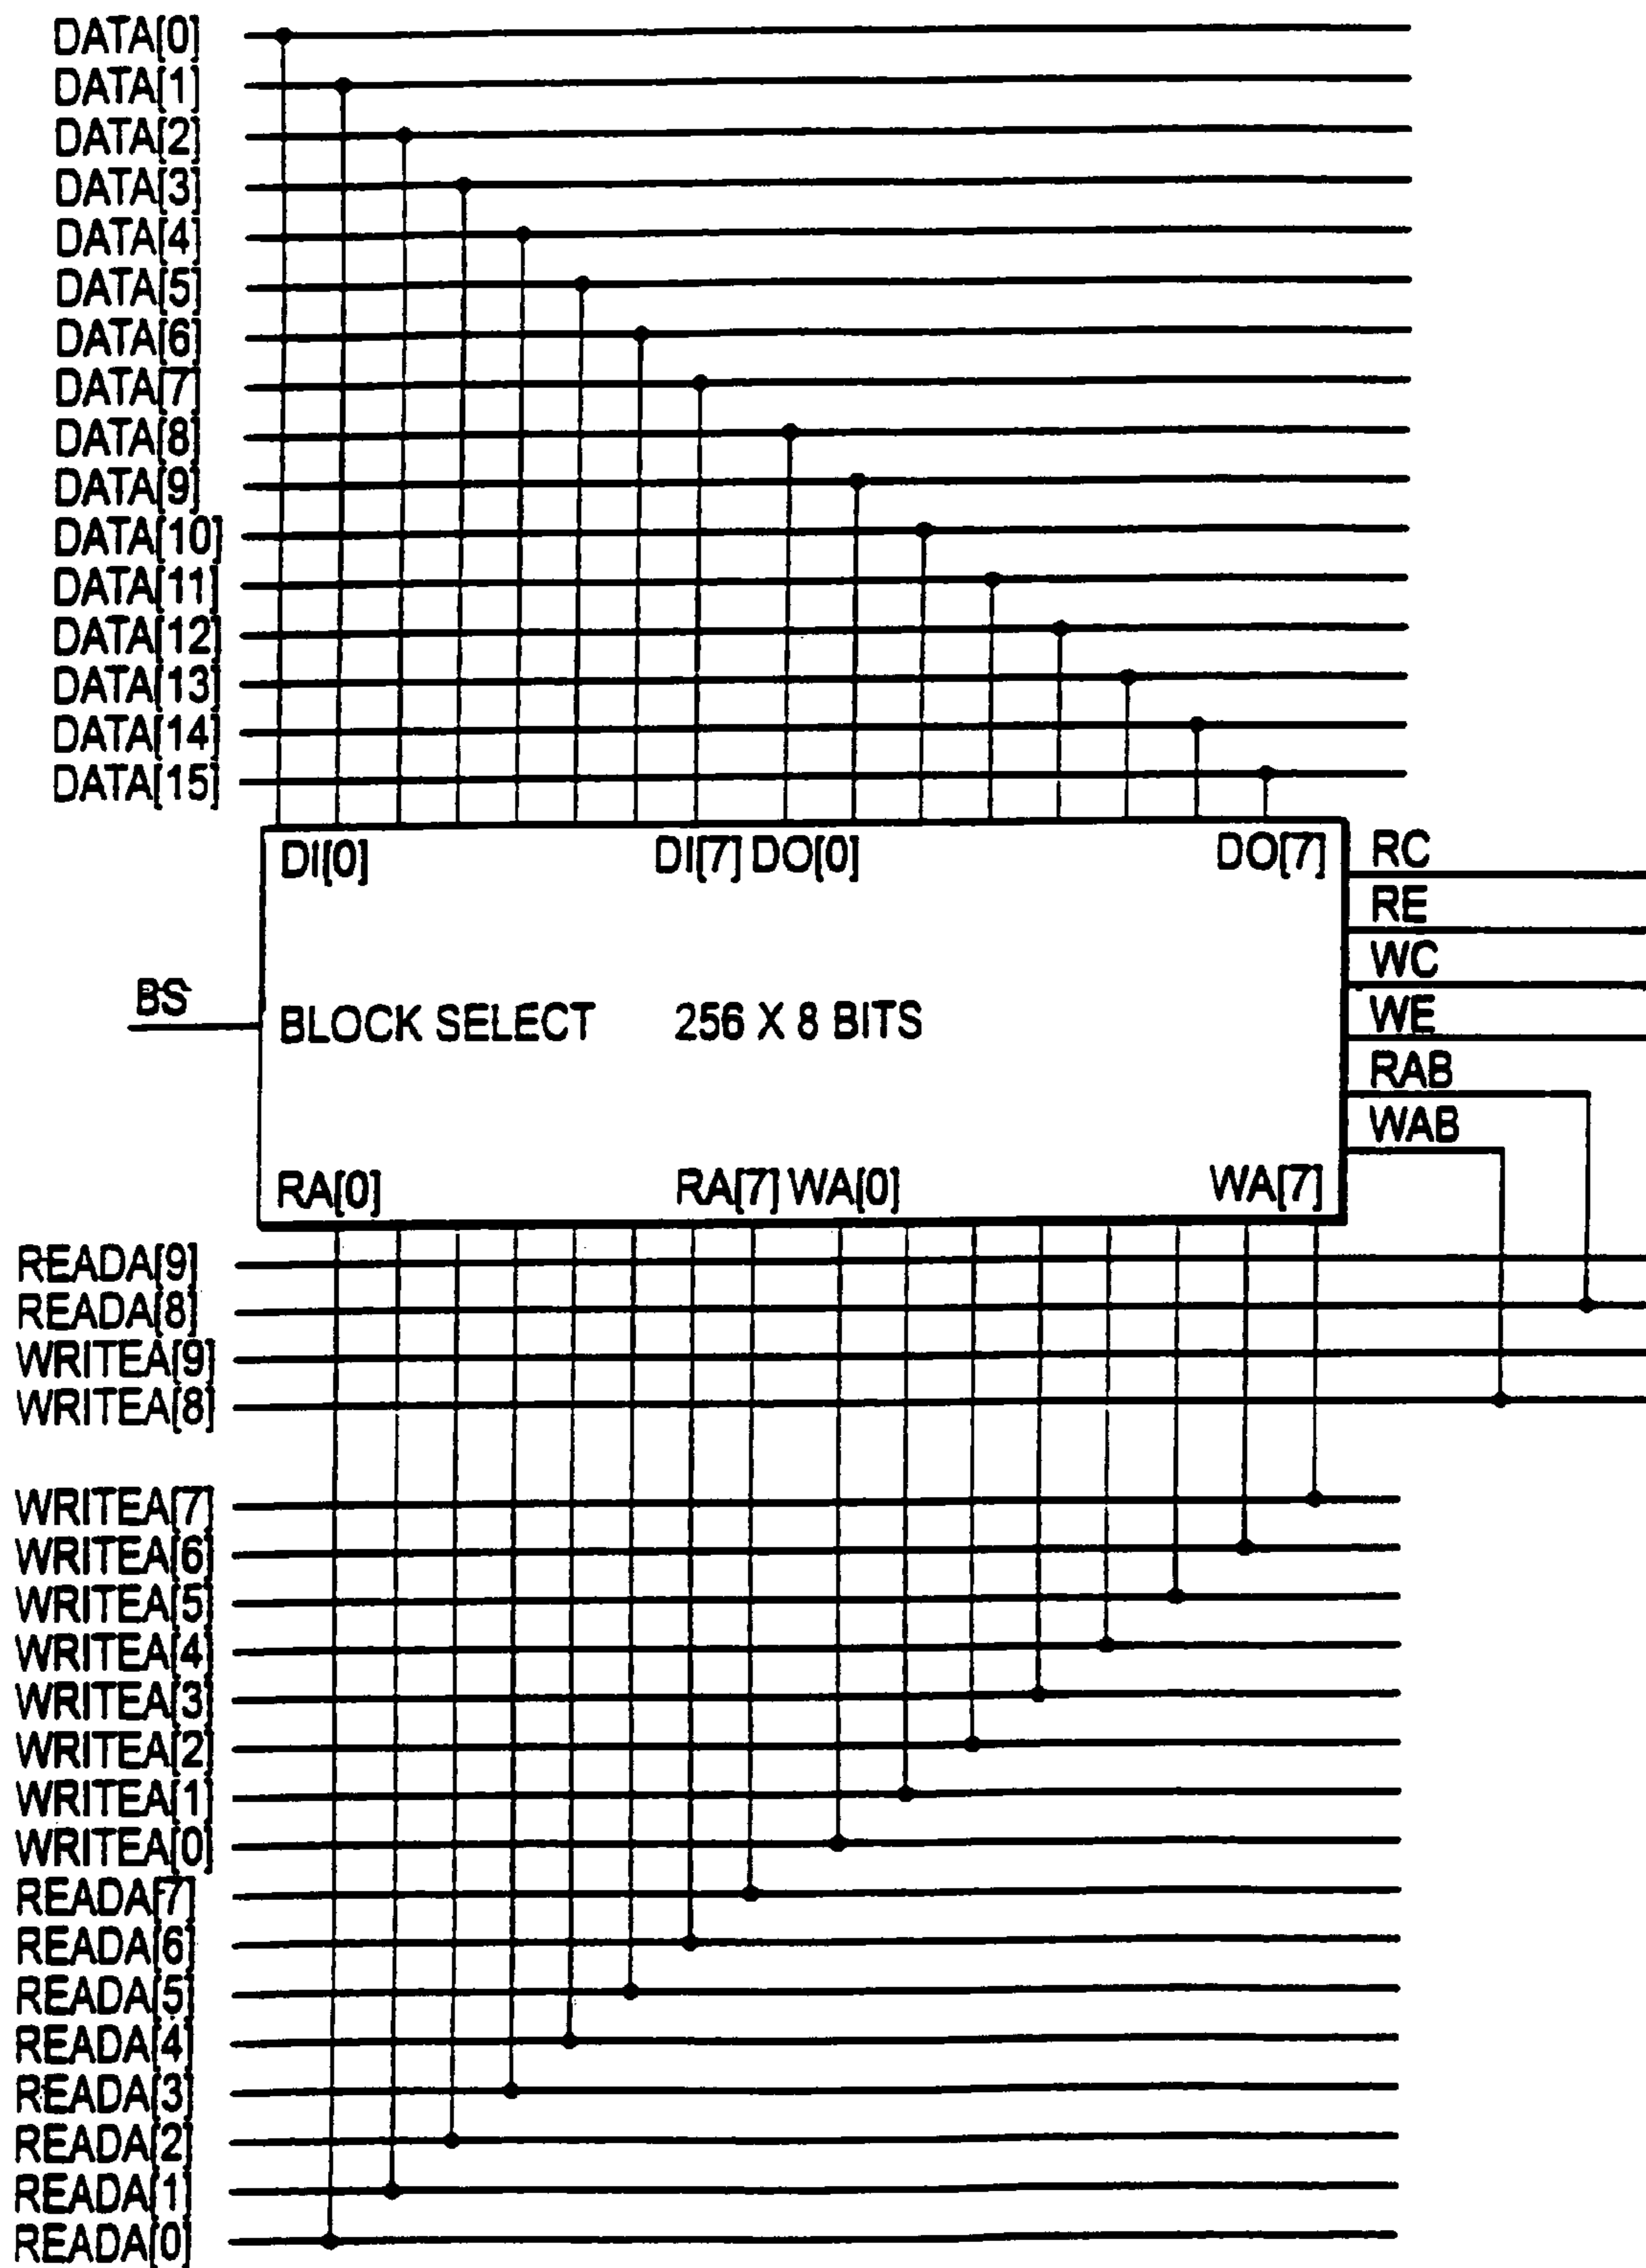 DATA[0]
DATA[1]
DATA[2]
DATA[3]
DATA[4]
DATA[5]
DATA[6]
DATA[7]
DATA[8]
DATA[9]
DATA[10]
DATA[11]
DATA[12]
DATA[13]
DATA[14]
DATA[15]
DI[0] DI[7] DO[0] DO[7] RC
RE
WC
BS
BLOCK SELECT 256 X 8 BITS WE
RAB
WAB
RA[0] RA[7] WA[0] WA[7]
READA[9]
READA[8]
WRITEA[9]
WRITEA[8]
WRITEA[7]
WRITEA[6]
WRITEA[5]
WRITEA[4]
WRITEA[3]
WRITEA[2]
WRITEA[1]
WRITEA[0]
READA[7]
READA[6]
READA[5]
READA[4]
READA[3]
READA[2]
READA[1]
READA[0]